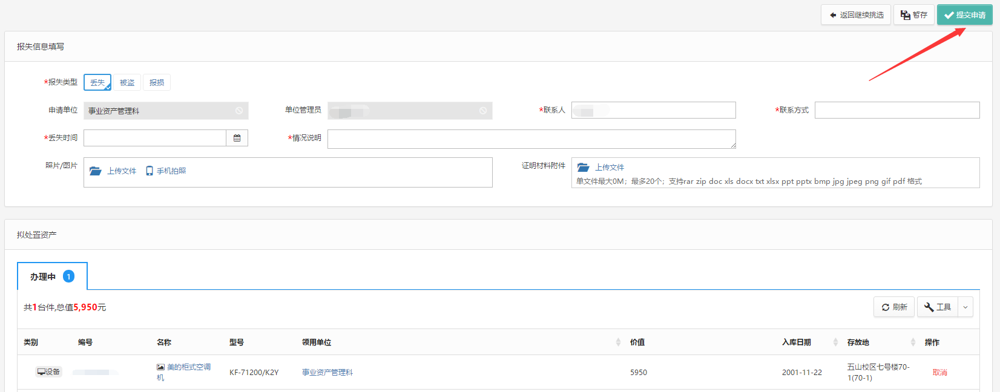 返回继续挑选 暂存 提交申请
报失信息填写
*报失类型 丢失 被盗 报损
申请单位 事业资产管理科 单位管理员 *联系人 *联系方式
*丢失时间 *情况说明
照片/图片 上传文件 手机拍照 证明材料附件 上传文件
单文件最大0M；最多20个；支持rar zip doc xls docx txt xlsx ppt pptx bmp jpg jpeg png gif pdf 格式
拟处置资产
办理中 1
共1台件,总值5,950元 刷新 工具
类别 编号 名称 型号 领用单位 价值 入库日期 存放地 操作
设备 美的柜式空调 KF-71200/K2Y 事业资产管理科 5950 2001-11-22 五山校区七号楼70- 取消
机 1(70-1)